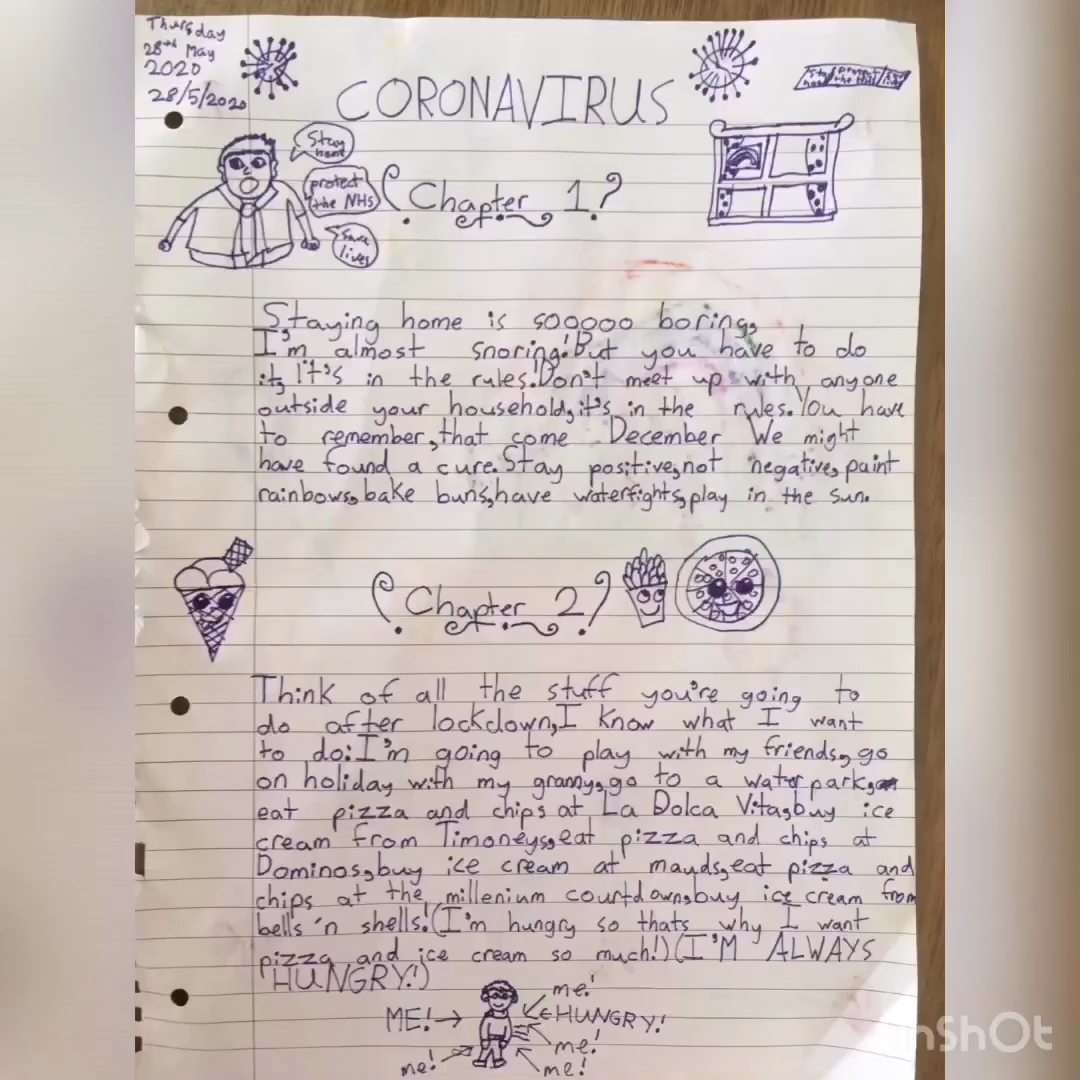 Thursday
28th May
2020
28/5/2020
CORONAVIRUS
Stay
home
protect
the NHS
save
lives
Chapter 1
Staying home is sooooo boring,
I'm almost snoring! But you have to do
it, It's in the rules! Don't meet up with anyone
outside your household, it's in the rules. You have
to remember, that come December We might
have found a cure. Stay positive, not negative, paint
rainbows, bake buns, have waterfights, play in the sun.
Chapter 2
Think of all the stuff you're going to
do after lockdown, I know what I want
to do: I'm going to play with my friends, go
on holiday with my granny, go to a water park,
eat pizza and chips at La Dolca Vita, buy ice
cream from Timoneys, eat pizza and chips at
Dominos, buy ice cream at mauds, eat pizza and
chips at the millenium courtdown, buy ice cream from
bells 'n shells! (I'm hungry so thats why I want
pizza and ice cream so much!) (I'M ALWAYS
HUNGRY!)
me!
ME! HUNGRY!
me!
me! me!
InShOt